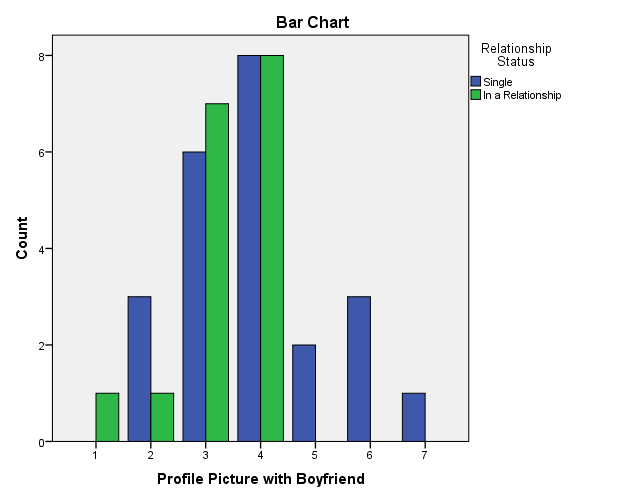 Bar Chart
Relationship
Status
Single
In a Relationship
8
6
4
2
0
Count
1 2 3 4 5 6 7
Profile Picture with Boyfriend